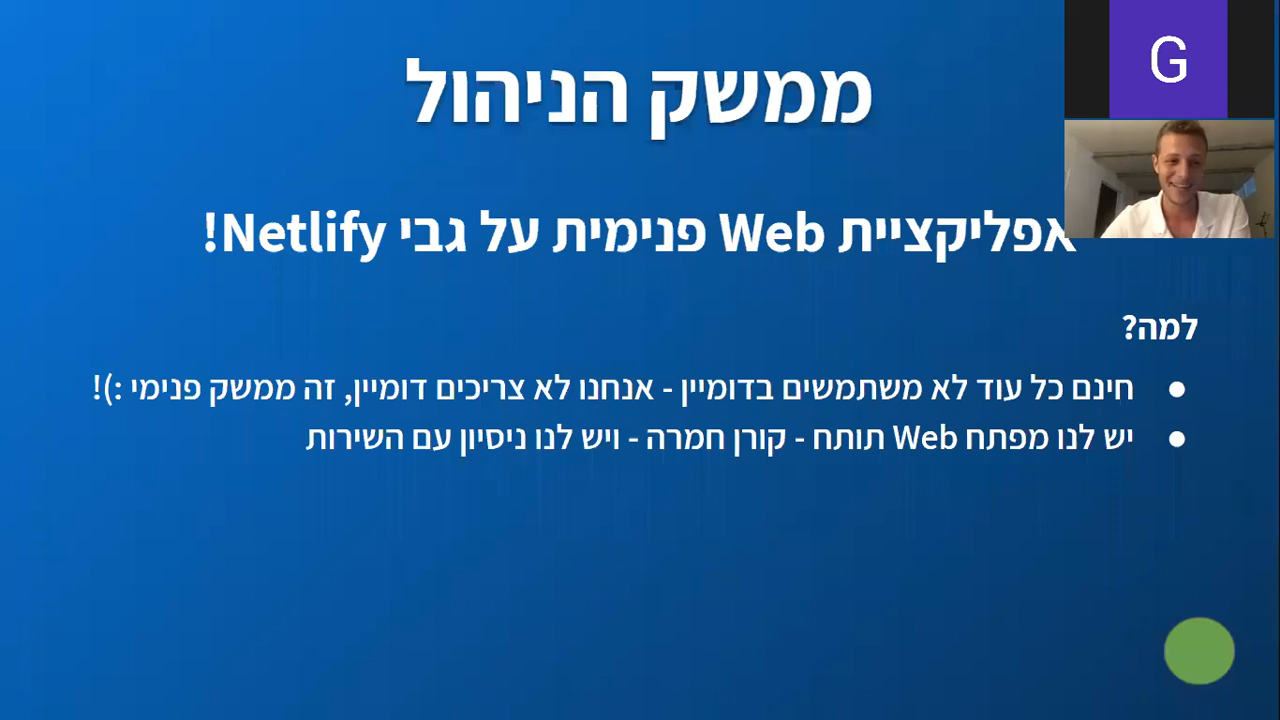 ממשק הניהול
G
אפליקציית Web פנימית על גבי Netlify!
למה?
● חינם כל עוד לא משתמשים בדומיין - אנחנו לא צריכים דומיין, זה ממשק פנימי :)!
● יש לנו מפתח Web תותח - קורן חמרה - ויש לנו ניסיון עם השירות